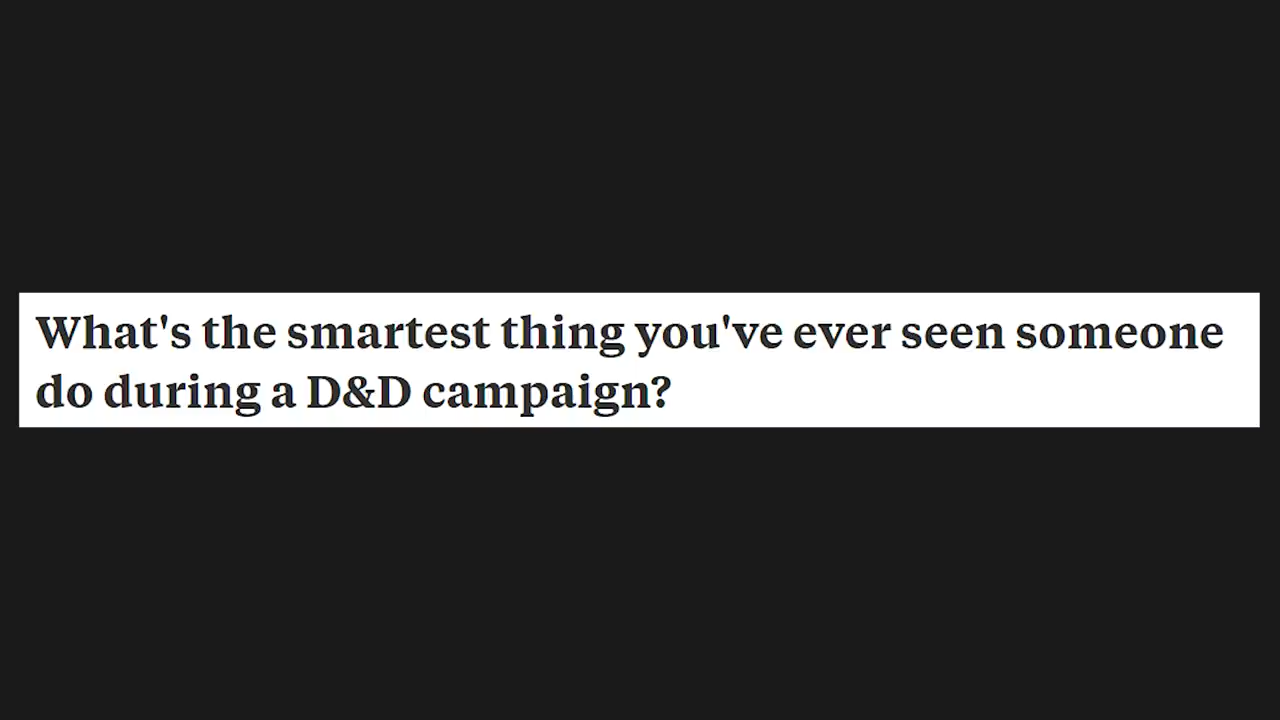 What's the smartest thing you've ever seen someone
do during a D&D campaign?